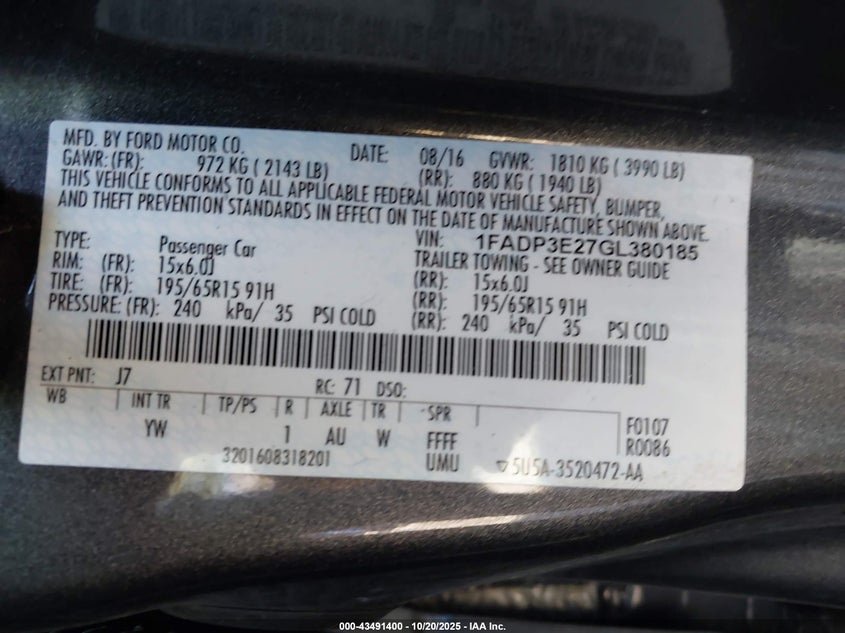 MFD. BY FORD MOTOR CO. DATE: 08/16 GVWR: 1810 KG ( 3990 LB)
GAWR: (FR): 972 KG ( 2143 LB) (RR): 880 KG ( 1940 LB)
THIS VEHICLE CONFORMS TO ALL APPLICABLE FEDERAL MOTOR VEHICLE SAFETY, BUMPER,
AND THEFT PREVENTION STANDARDS IN EFFECT ON THE DATE OF MANUFACTURE SHOWN ABOVE.
VIN: 1FADP3E27GL380185
TYPE: Passenger Car TRAILER TOWING - SEE OWNER GUIDE
RIM: (FR): 15x6.0J (RR): 15x6.0J
TIRE: (FR): 195/65R15 91H (RR): 195/65R15 91H
PRESSURE: (FR): 240 kPa/ 35 PSI COLD (RR): 240 kPa/ 35 PSI COLD
EXT PNT: J7 RC: 71 DSO:
WB INT TR TP/PS R AXLE TR SPR
YW 1 AU W FFFF F0107
R0086
3201608318201 UMU 5U5A-3520472-AA
000-43491400 - 10/20/2025 - IAA Inc.